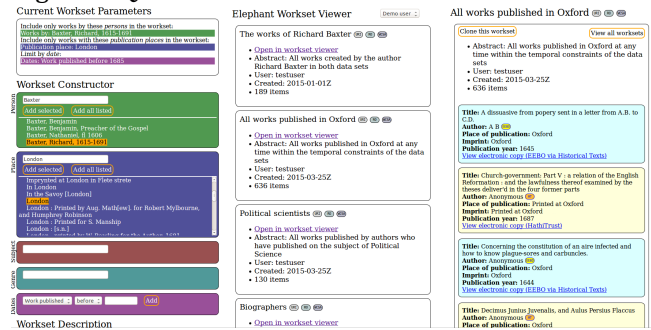 Current Workset Parameters
Include only works by these persons in the workset:
Works by: Baxter, Richard, 1615-1691
Include only works with these publication places in the workset:
Publication place: London
Limit by date:
Dates: Work published before 1685
Workset Constructor
Person
Baxter
Add selected Add all listed
Baxter, Benjamin
Baxter, Benjamin, Preacher of the Gospel
Baxter, Nathaniel, fl 1606
Baxter, Richard, 1615-1691
Place
London
Add selected Add all listed
Imprynted at London in Flete strete
In London
In the Savoy [London]
London
London : Printed by Aug. Math[ew]. for Robert Mylbourne,
and Humphrey Robinson
London : Printed for S. Manship
London : [s.n.]
Subject
Genre
Dates
Work published before Add
Workset Description
Elephant Workset Viewer
Demo user
The works of Richard Baxter
Open in workset viewer
Abstract: All works created by the author
Richard Baxter in both data sets
User: testuser
Created: 2015-01-01Z
189 items
All works published in Oxford
Open in workset viewer
Abstract: All works published in Oxford at any
time within the temporal constraints of the data
sets
User: testuser
Created: 2015-03-25Z
636 items
Political scientists
Open in workset viewer
Abstract: All works published by authors who
have published on the subject of Political
Science
User: testuser
Created: 2015-03-25Z
130 items
Biographers
Open in workset viewer
All works published in Oxford
Clone this workset View all worksets
Abstract: All works published in Oxford at any
time within the temporal constraints of the data
sets
User: testuser
Created: 2015-03-25Z
636 items
Title: A dissuasive from popery sent in a letter from A.B. to
C.D.
Author: A B
Place of publication: Oxford
Imprint: Oxford
Publication year: 1645
View electronic copy (EEBO via Historical Texts)
Title: Church-government: Part V : a relation of the English
Reformation : and the lawfulness thereof examined by the
theses deliver'd in the four former parts
Author: Anonymous
Place of publication: Printed at Oxford
Imprint: Printed at Oxford
Publication year: 1687
View electronic copy (HathiTrust)
Title: Concerning the constitution of an aire infected and
how to know plague-sores and carbuncles.
Author: Anonymous
Place of publication: Oxford
Imprint: Oxford
Publication year: 1644
View electronic copy (EEBO via Historical Texts)
Title: Decimus Junius Juvenalis, and Aulus Persius Flaccus
Author: Anonymous
Place of publication: Oxford